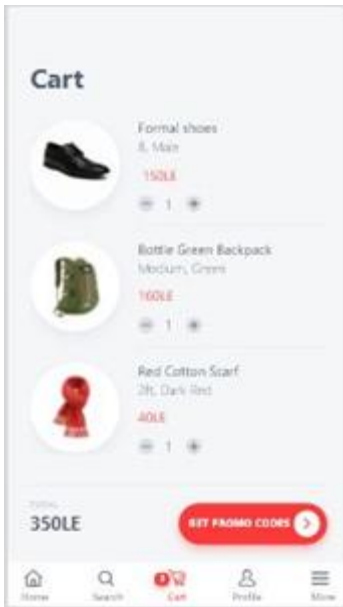 Cart
Formal shoes
8, Main
150LE
1
Bottle Green Backpack
Medium, Green
160LE
1
Red Cotton Scarf
2ft, Dark Red
40LE
1
TOTAL
350LE
GET PROMO CODES
Home
Search
Cart
Profile
More